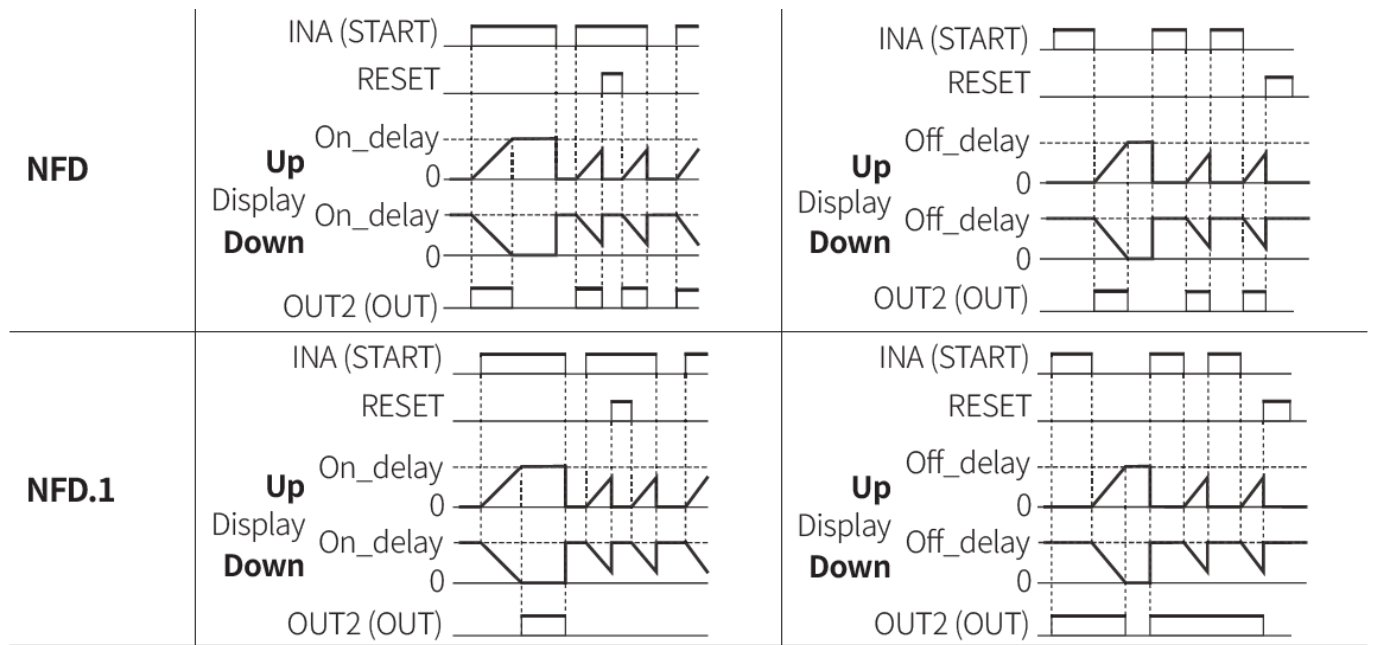 NFD
INA (START)
RESET
On_delay
Up
0
Display
On_delay
Down
0
OUT2 (OUT)
INA (START)
RESET
Off_delay
Up
0
Display
Off_delay
Down
0
OUT2 (OUT)
NFD.1
INA (START)
RESET
On_delay
Up
0
Display
On_delay
Down
0
OUT2 (OUT)
INA (START)
RESET
Off_delay
Up
0
Display
Off_delay
Down
0
OUT2 (OUT)